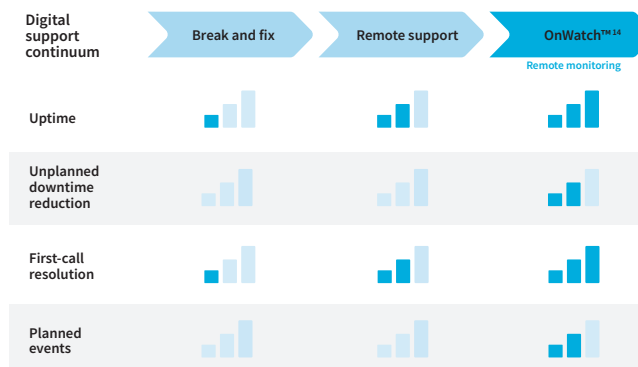 Digital
support
continuum
Break and fix
Remote support
OnWatch™ 14
Remote monitoring
Uptime
Unplanned
downtime
reduction
First-call
resolution
Planned
events